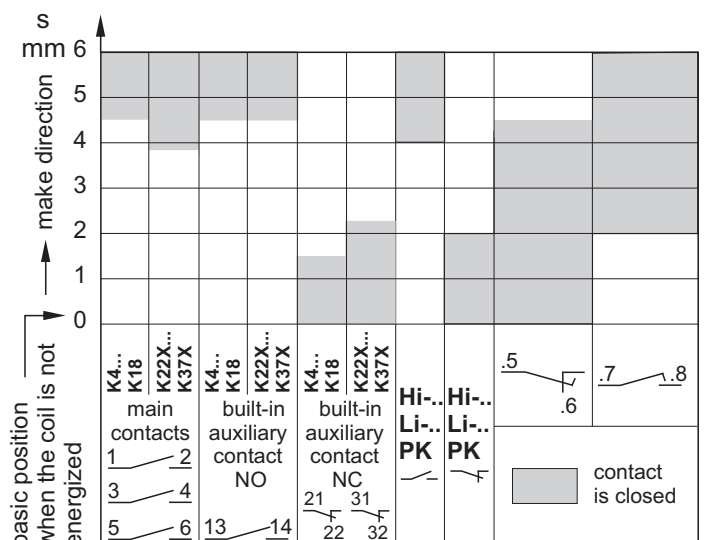 s
mm 6
5
4
3
2
1
0
make direction
basic position
when the coil is not
energized
K4...
K18
K22X...
K37X
K4...
K18
K22X...
K37X
K4...
K18
K22X...
K37X
main
contacts
1 2
3 4
5 6
built-in
auxiliary
contact
NO
13 14
built-in
auxiliary
contact
NC
21 31
22 32
Hi-..
Li-..
PK
Hi-..
Li-..
PK
.5
.6
.7 .8
contact
is closed